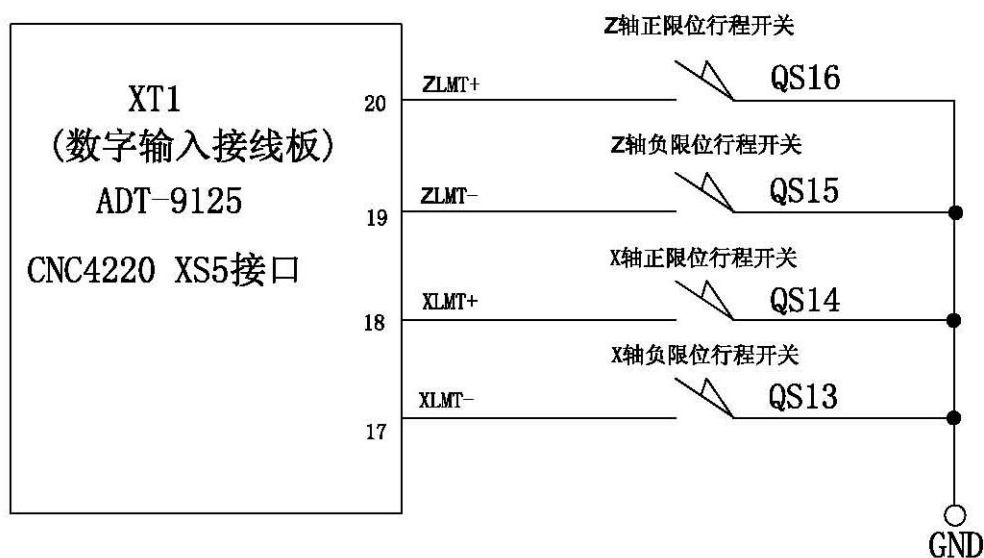 XT1
(数字输入接线板)
ADT-9125
CNC4220 XS5接口
Z轴正限位行程开关
20 ZLMT+ QS16
Z轴负限位行程开关
19 ZLMT- QS15
X轴正限位行程开关
18 XLMT+ QS14
X轴负限位行程开关
17 XLMT- QS13
GND